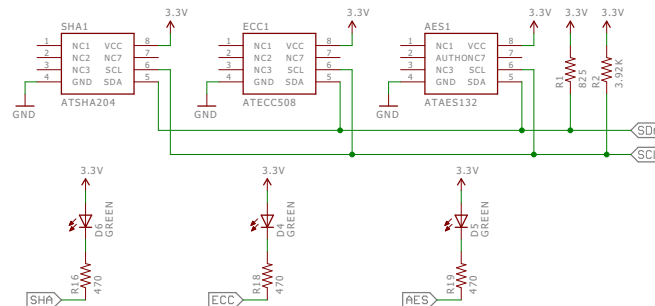 SHA1
ECC1
AES1
3.3V
3.3V
3.3V
3.3V
3.3V
1 NC1 VCC 8
2 NC2 NC7 7
3 NC3 SCL 6
4 GND SDA 5
1 NC1 VCC 8
2 NC2 NC7 7
3 NC3 SCL 6
4 GND SDA 5
1 NC1 VCC 8
2 AUTHONC7 7
3 NC3 SCL 6
4 GND SDA 5
R1
825
R2
3.92K
GND
ATSHA204
GND
ATECC508
GND
ATAES132
SDA
SCL
3.3V
3.3V
3.3V
D6
GREEN
D4
GREEN
D5
GREEN
R16
470
R18
470
R19
470
SHA
ECC
AES